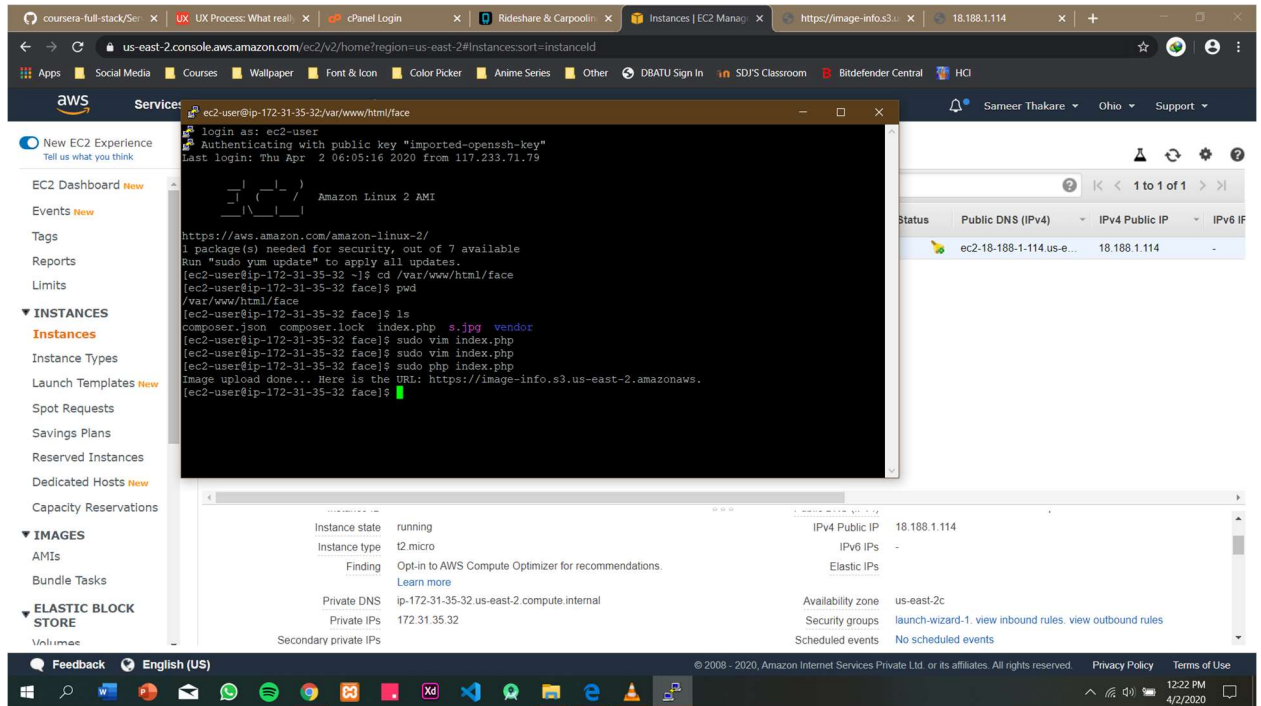 coursera-full-stack/Ser
UX Process: What reall
cPanel Login
Rideshare & Carpoolin
Instances | EC2 Manag
https://image-info.s3.u
18.188.1.114
us-east-2.console.aws.amazon.com/ec2/v2/home?region=us-east-2#Instances:sort=instanceId
Apps Social Media Courses Wallpaper Font & Icon Color Picker Anime Series Other DBATU Sign In SDJ'S Classroom Bitdefender Central HCI
aws Services
Sameer Thakare Ohio Support
ec2-user@ip-172-31-35-32:/var/www/html/face
login as: ec2-user
Authenticating with public key "imported-openssh-key"
Last login: Thu Apr  2 06:05:16 2020 from 117.233.71.79
__|  __|_  )
_|  (     /   Amazon Linux 2 AMI
___|\___|___|
https://aws.amazon.com/amazon-linux-2/
1 package(s) needed for security, out of 7 available
Run "sudo yum update" to apply all updates.
[ec2-user@ip-172-31-35-32 ~]$ cd /var/www/html/face
[ec2-user@ip-172-31-35-32 face]$ pwd
/var/www/html/face
[ec2-user@ip-172-31-35-32 face]$ ls
composer.json  composer.lock  index.php  s.jpg  vendor
[ec2-user@ip-172-31-35-32 face]$ sudo vim index.php
[ec2-user@ip-172-31-35-32 face]$ sudo vim index.php
[ec2-user@ip-172-31-35-32 face]$ sudo php index.php
Image upload done... Here is the URL: https://image-info.s3.us-east-2.amazonaws.
[ec2-user@ip-172-31-35-32 face]$
New EC2 Experience
Tell us what you think
EC2 Dashboard New
Events New
Tags
Reports
Limits
INSTANCES
Instances
Instance Types
Launch Templates New
Spot Requests
Savings Plans
Reserved Instances
Dedicated Hosts New
Capacity Reservations
IMAGES
AMIs
Bundle Tasks
ELASTIC BLOCK
STORE
Volumes
1 to 1 of 1
Status Public DNS (IPv4) IPv4 Public IP IPv6 IF
ec2-18-188-1-114.us-e... 18.188.1.114 -
Instance state running
IPv4 Public IP 18.188.1.114
Instance type t2.micro
IPv6 IPs -
Finding Opt-in to AWS Compute Optimizer for recommendations.
Learn more
Elastic IPs
Private DNS ip-172-31-35-32.us-east-2.compute.internal
Availability zone us-east-2c
Private IPs 172.31.35.32
Security groups launch-wizard-1. view inbound rules. view outbound rules
Secondary private IPs
Scheduled events No scheduled events
Feedback English (US)
© 2008 - 2020, Amazon Internet Services Private Ltd. or its affiliates. All rights reserved. Privacy Policy Terms of Use
12:22 PM
4/2/2020